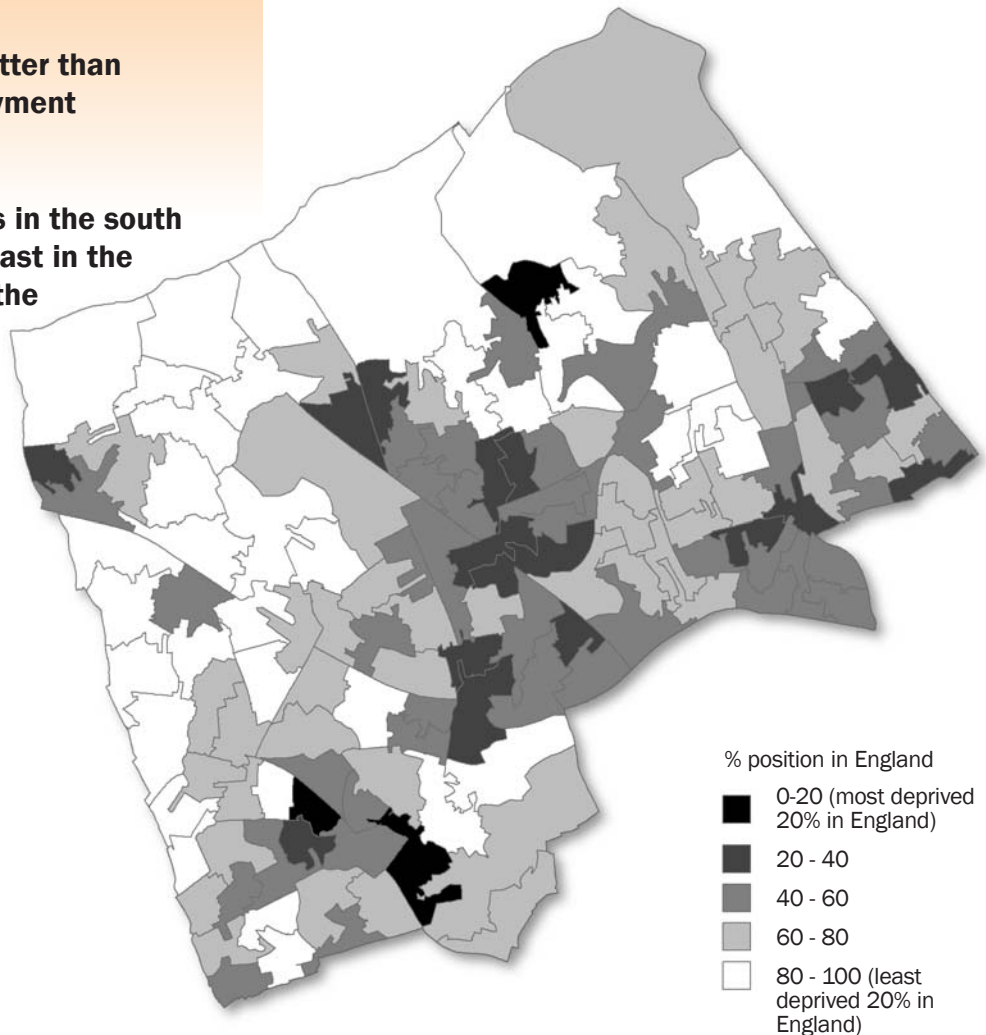 tter than
yment
s in the south
ast in the
the
% position in England
0-20 (most deprived
20% in England)
20 - 40
40 - 60
60 - 80
80 - 100 (least
deprived 20% in
England)